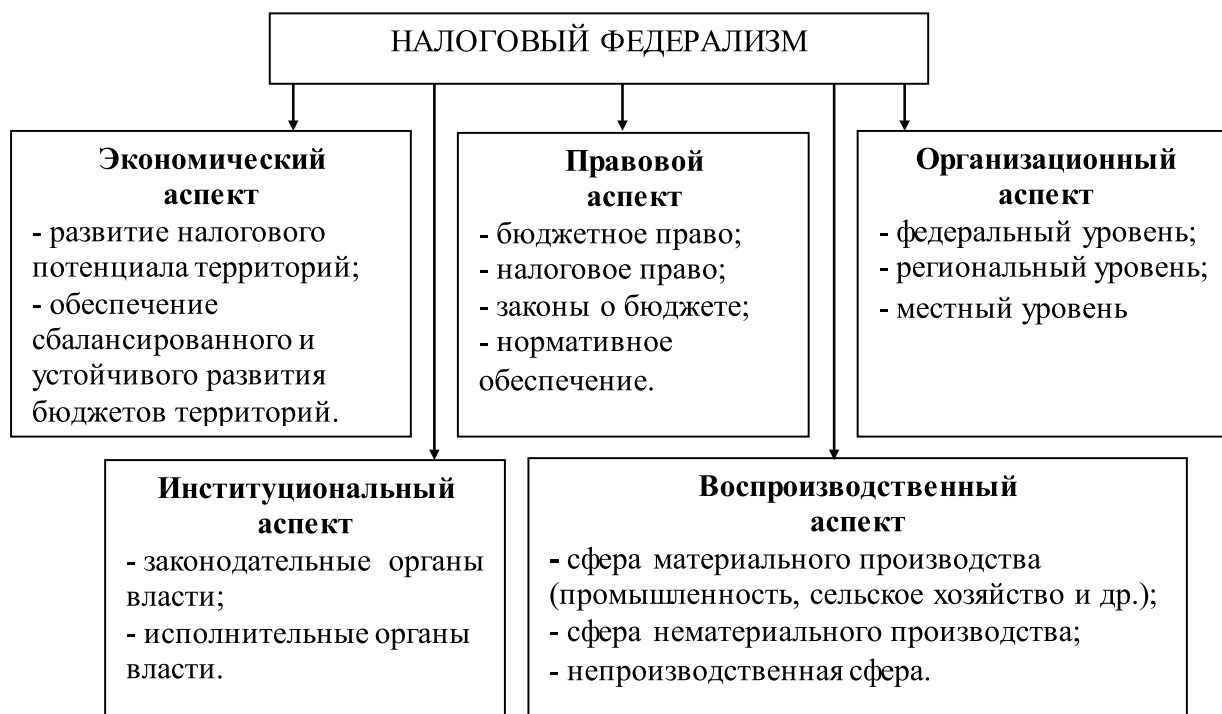 НАЛОГОВЫЙ ФЕДЕРАЛИЗМ
Экономический
аспект
- развитие налогового
потенциала территорий;
- обеспечение
сбалансированного и
устойчивого развития
бюджетов территорий.
Правовой
аспект
- бюджетное право;
- налоговое право;
- законы о бюджете;
- нормативное
обеспечение.
Организационный
аспект
- федеральный уровень;
- региональный уровень;
- местный уровень
Институциональный
аспект
- законодательные органы
власти;
- исполнительные органы
власти.
Воспроизводственный
аспект
- сфера материального производства
(промышленность, сельское хозяйство и др.);
- сфера нематериального производства;
- непроизводственная сфера.